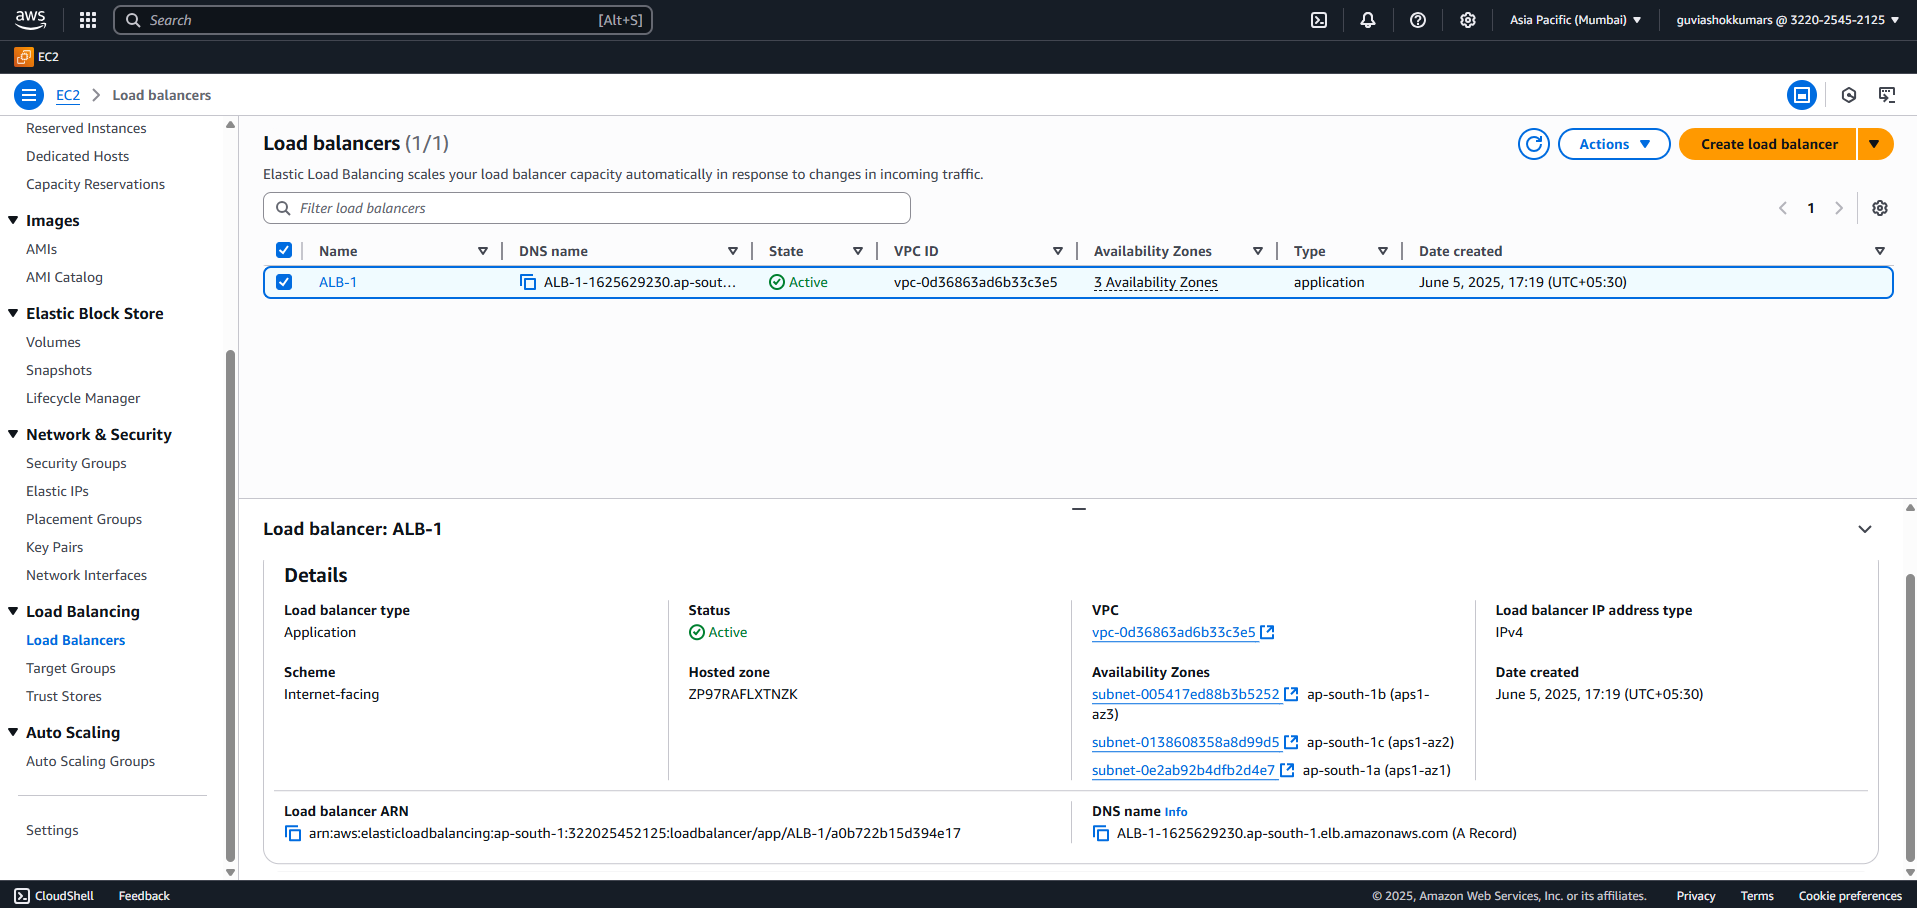 aws
Search [Alt+S]
Asia Pacific (Mumbai)
guviashokkumars @ 3220-2545-2125
EC2
EC2
Load balancers
Reserved Instances
Dedicated Hosts
Capacity Reservations
Images
AMIs
AMI Catalog
Elastic Block Store
Volumes
Snapshots
Lifecycle Manager
Network & Security
Security Groups
Elastic IPs
Placement Groups
Key Pairs
Network Interfaces
Load Balancing
Load Balancers
Target Groups
Trust Stores
Auto Scaling
Auto Scaling Groups
Settings
Load balancers (1/1)
Actions
Create load balancer
Elastic Load Balancing scales your load balancer capacity automatically in response to changes in incoming traffic.
Filter load balancers
1
Name DNS name State VPC ID Availability Zones Type Date created
ALB-1 ALB-1-1625629230.ap-sout... Active vpc-0d36863ad6b33c3e5 3 Availability Zones application June 5, 2025, 17:19 (UTC+05:30)
Load balancer: ALB-1
Details
Load balancer type
Application
Scheme
Internet-facing
Status
Active
Hosted zone
ZP97RAFLXTNZK
VPC
vpc-0d36863ad6b33c3e5
Availability Zones
subnet-005417ed88b3b5252 ap-south-1b (aps1-
az3)
subnet-0138608358a8d99d5 ap-south-1c (aps1-az2)
subnet-0e2ab92b4dfb2d4e7 ap-south-1a (aps1-az1)
Load balancer IP address type
IPv4
Date created
June 5, 2025, 17:19 (UTC+05:30)
Load balancer ARN
arn:aws:elasticloadbalancing:ap-south-1:322025452125:loadbalancer/app/ALB-1/a0b722b15d394e17
DNS name Info
ALB-1-1625629230.ap-south-1.elb.amazonaws.com (A Record)
CloudShell
Feedback
© 2025, Amazon Web Services, Inc. or its affiliates.
Privacy
Terms
Cookie preferences